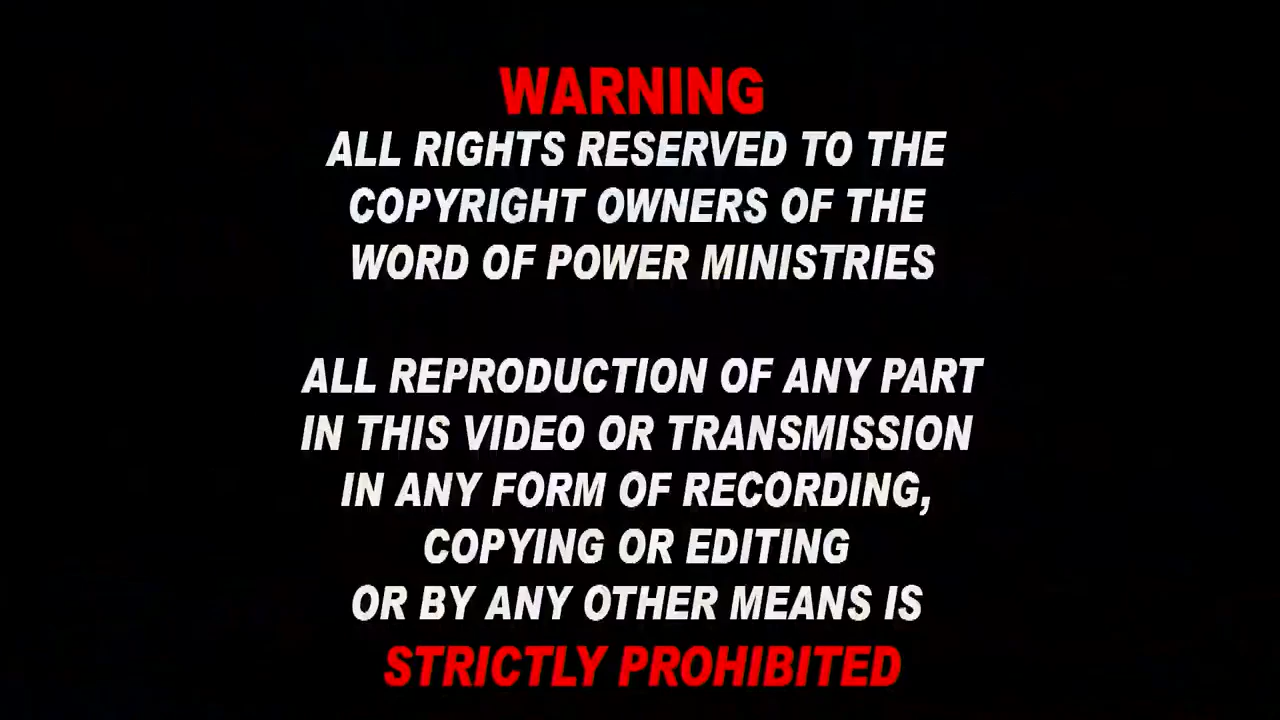 WARNING
ALL RIGHTS RESERVED TO THE
COPYRIGHT OWNERS OF THE
WORD OF POWER MINISTRIES
ALL REPRODUCTION OF ANY PART
IN THIS VIDEO OR TRANSMISSION
IN ANY FORM OF RECORDING,
COPYING OR EDITING
OR BY ANY OTHER MEANS IS
STRICTLY PROHIBITED